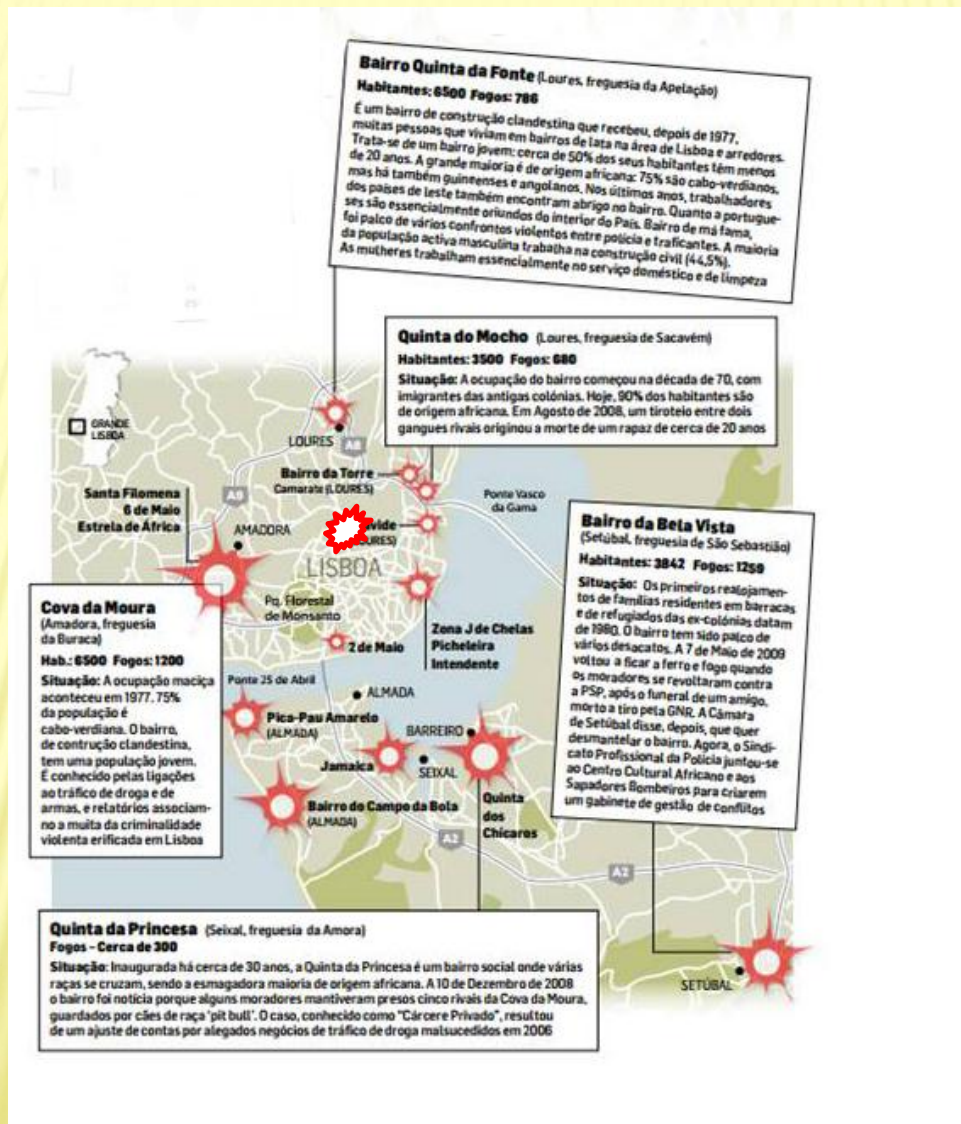 Bairro Quinta da Fonte (Loures, freguesia da Apelação)
Habitantes: 6500 Fogos: 786
É um bairro de construção clandestina que recebeu, depois de 1977,
muitas pessoas que viviam em bairros de lata na área de Lisboa e arredores.
Trata-se de um bairro jovem: cerca de 50% dos seus habitantes têm menos
de 20 anos. A grande maioria é de origem africana: 75% são cabo-verdianos,
mas há também guineenses e angolanos. Nos últimos anos, trabalhadores
dos países de leste também encontram abrigo no bairro. Quanto a portugue-
ses são essencialmente oriundos do interior do País. Bairro de má fama,
foi palco de vários confrontos violentos entre polícia e traficantes. A maioria
da população activa masculina trabalha na construção civil (44,5%).
As mulheres trabalham essencialmente no serviço doméstico e de limpeza
Quinta do Mocho (Loures, freguesia de Sacavém)
Habitantes: 3500 Fogos: 680
Situação: A ocupação do bairro começou na década de 70, com
imigrantes das antigas colónias. Hoje, 90% dos habitantes são
de origem africana. Em Agosto de 2008, um tiroteio entre dois
gangues rivais originou a morte de um rapaz de cerca de 20 anos
GRANDE
LISBOA
LOURES
A8
Bairro da Torre
Camarate (LOURES)
Santa Filomena
6 de Maio
Estrela de África
A9
AMADORA
Ponte Vasco
da Gama
vide
URES)
LISBOA
Pq. Florestal
de Monsanto
2 de Maio
Zona J de Chelas
Picheleira
Intendente
Bairro da Bela Vista
(Setúbal, freguesia de São Sebastião)
Habitantes: 3842 Fogos: 1259
Situação: Os primeiros realojamen-
tos de famílias residentes em barracas
e de refugiados das ex-colónias datam
de 1980. O bairro tem sido palco de
vários desacatos. A 7 de Maio de 2009
voltou a ficar a ferro e fogo quando
os moradores se revoltaram contra
a PSP, após o funeral de um amigo,
morto a tiro pela GNR. A Câmara
de Setúbal disse, depois, que quer
desmantelar o bairro. Agora, o Sindi-
cato Profissional da Polícia juntou-se
ao Centro Cultural Africano e aos
Sapadores Bombeiros para criarem
um gabinete de gestão de conflitos
Cova da Moura
(Amadora, freguesia
da Buraca)
Hab.: 6500 Fogos: 1200
Situação: A ocupação maciça
aconteceu em 1977. 75%
da população é
cabo-verdiana. O bairro,
de contrução clandestina,
tem uma população jovem.
É conhecido pelas ligações
ao tráfico de droga e de
armas, e relatórios associam-
no a muita da criminalidade
violenta erificada em Lisboa
Ponte 25 de Abril
ALMADA
Pica-Pau Amarelo
(ALMADA)
BARREIRO
Jamaica
SEIXAL
Bairro do Campo da Bola
(ALMADA)
Quinta
dos
Chícaros
A2
A2
SETÚBAL
Quinta da Princesa (Seixal, freguesia da Amora)
Fogos - Cerca de 300
Situação: Inaugurada há cerca de 30 anos, a Quinta da Princesa é um bairro social onde várias
raças se cruzam, sendo a esmagadora maioria de origem africana. A 10 de Dezembro de 2008
o bairro foi notícia porque alguns moradores mantiveram presos cinco rivais da Cova da Moura,
guardados por cães de raça 'pit bull'. O caso, conhecido como "Cárcere Privado", resultou
de um ajuste de contas por alegados negócios de tráfico de droga malsucedidos em 2006